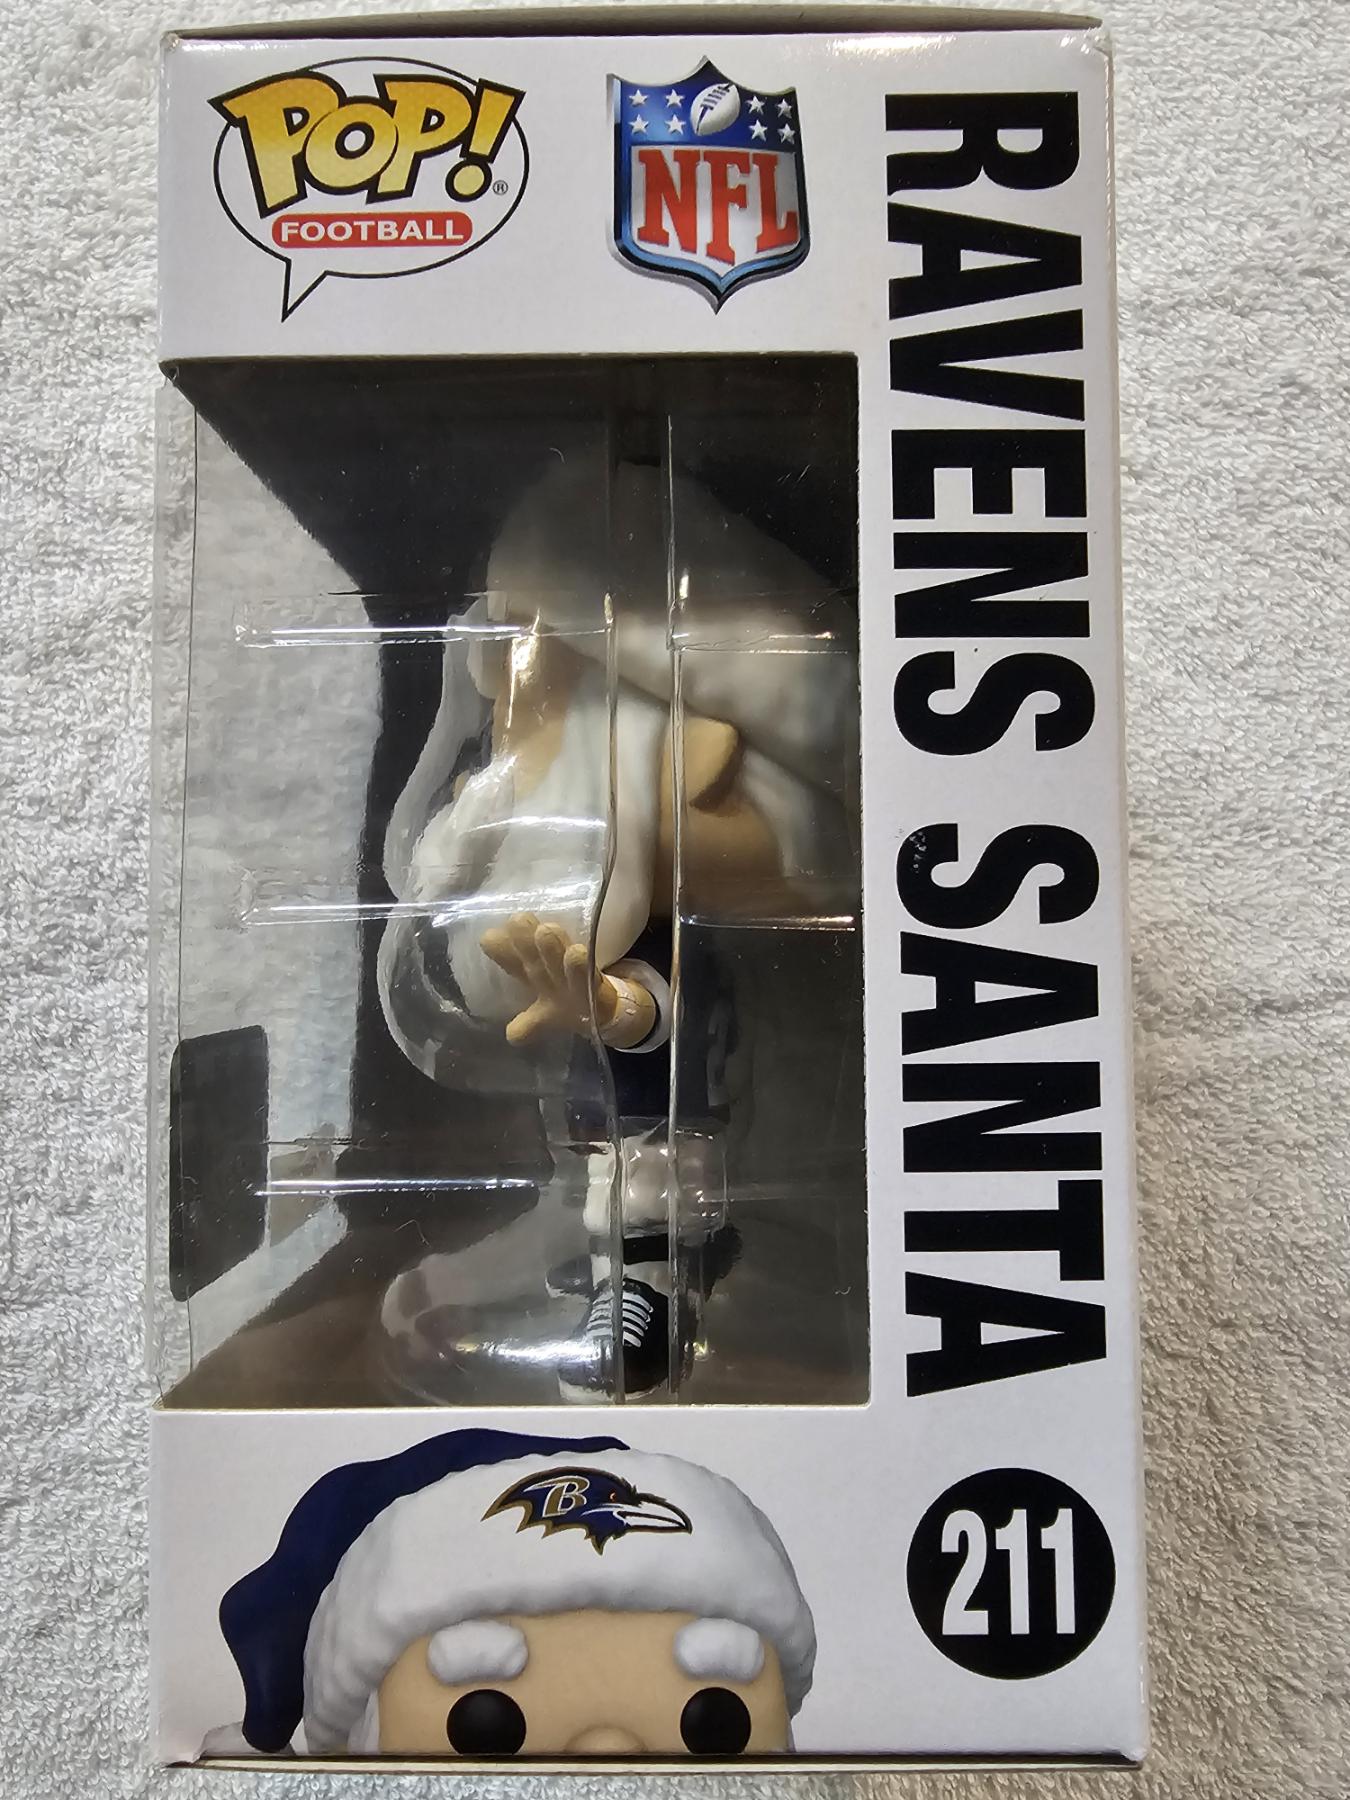 POP!®
FOOTBALL
NFL
RAVENS SANTA
B
211